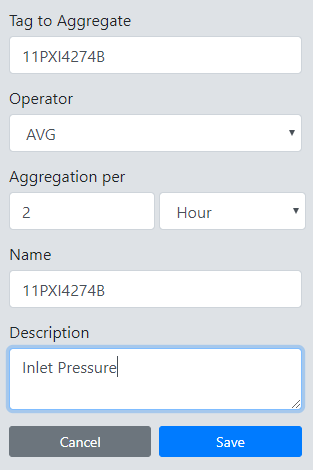 Tag to Aggregate
11PXI4274B
Operator
AVG
Aggregation per
2 Hour
Name
11PXI4274B
Description
Inlet Pressure
Cancel Save